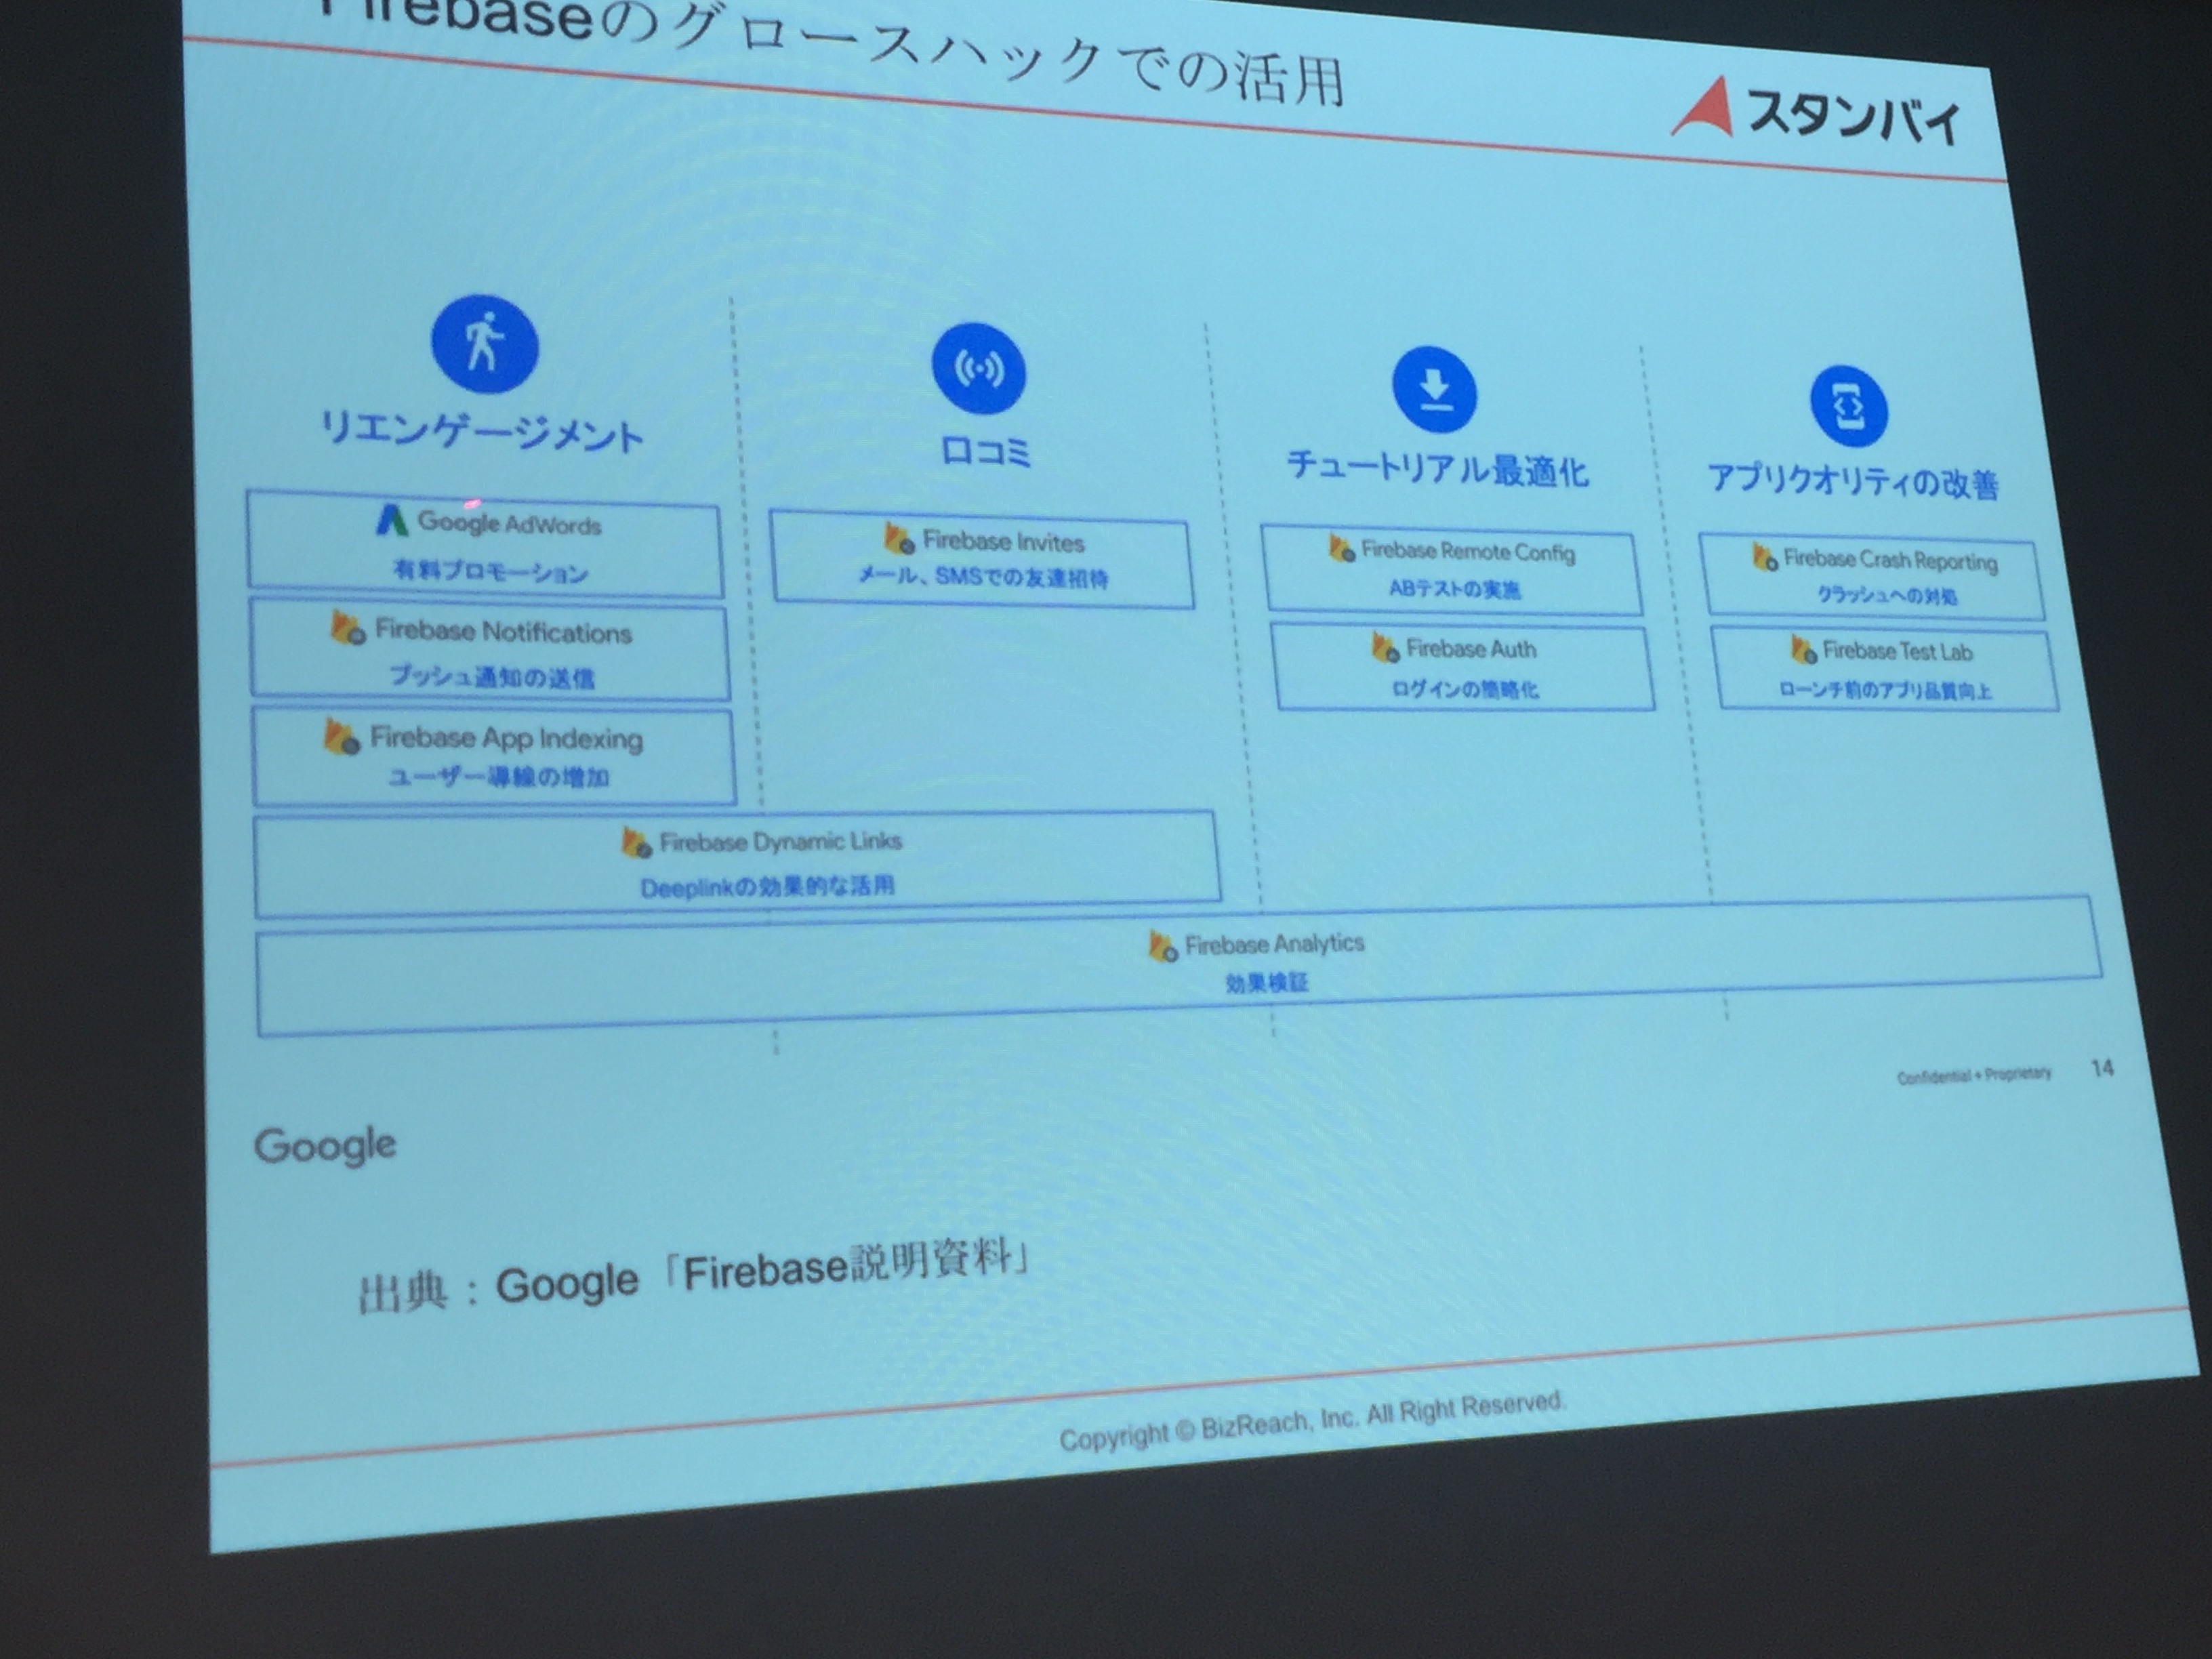 Firebaseのグロースハックでの活用
スタンバイ
リエンゲージメント
Google AdWords
有料プロモーション
Firebase Notifications
プッシュ通知の送信
Firebase App Indexing
ユーザー導線の増加
口コミ
Firebase Invites
メール、SMSでの友達招待
チュートリアル最適化
Firebase Remote Config
ABテストの実施
Firebase Auth
ログインの簡略化
アプリクオリティの改善
Firebase Crash Reporting
クラッシュへの対処
Firebase Test Lab
ローンチ前のアプリ品質向上
Firebase Dynamic Links
Deeplinkの効果的な活用
Firebase Analytics
効果検証
Confidential + Proprietary 14
Google
出典：Google「Firebase説明資料」
Copyright © BizReach, Inc. All Right Reserved.